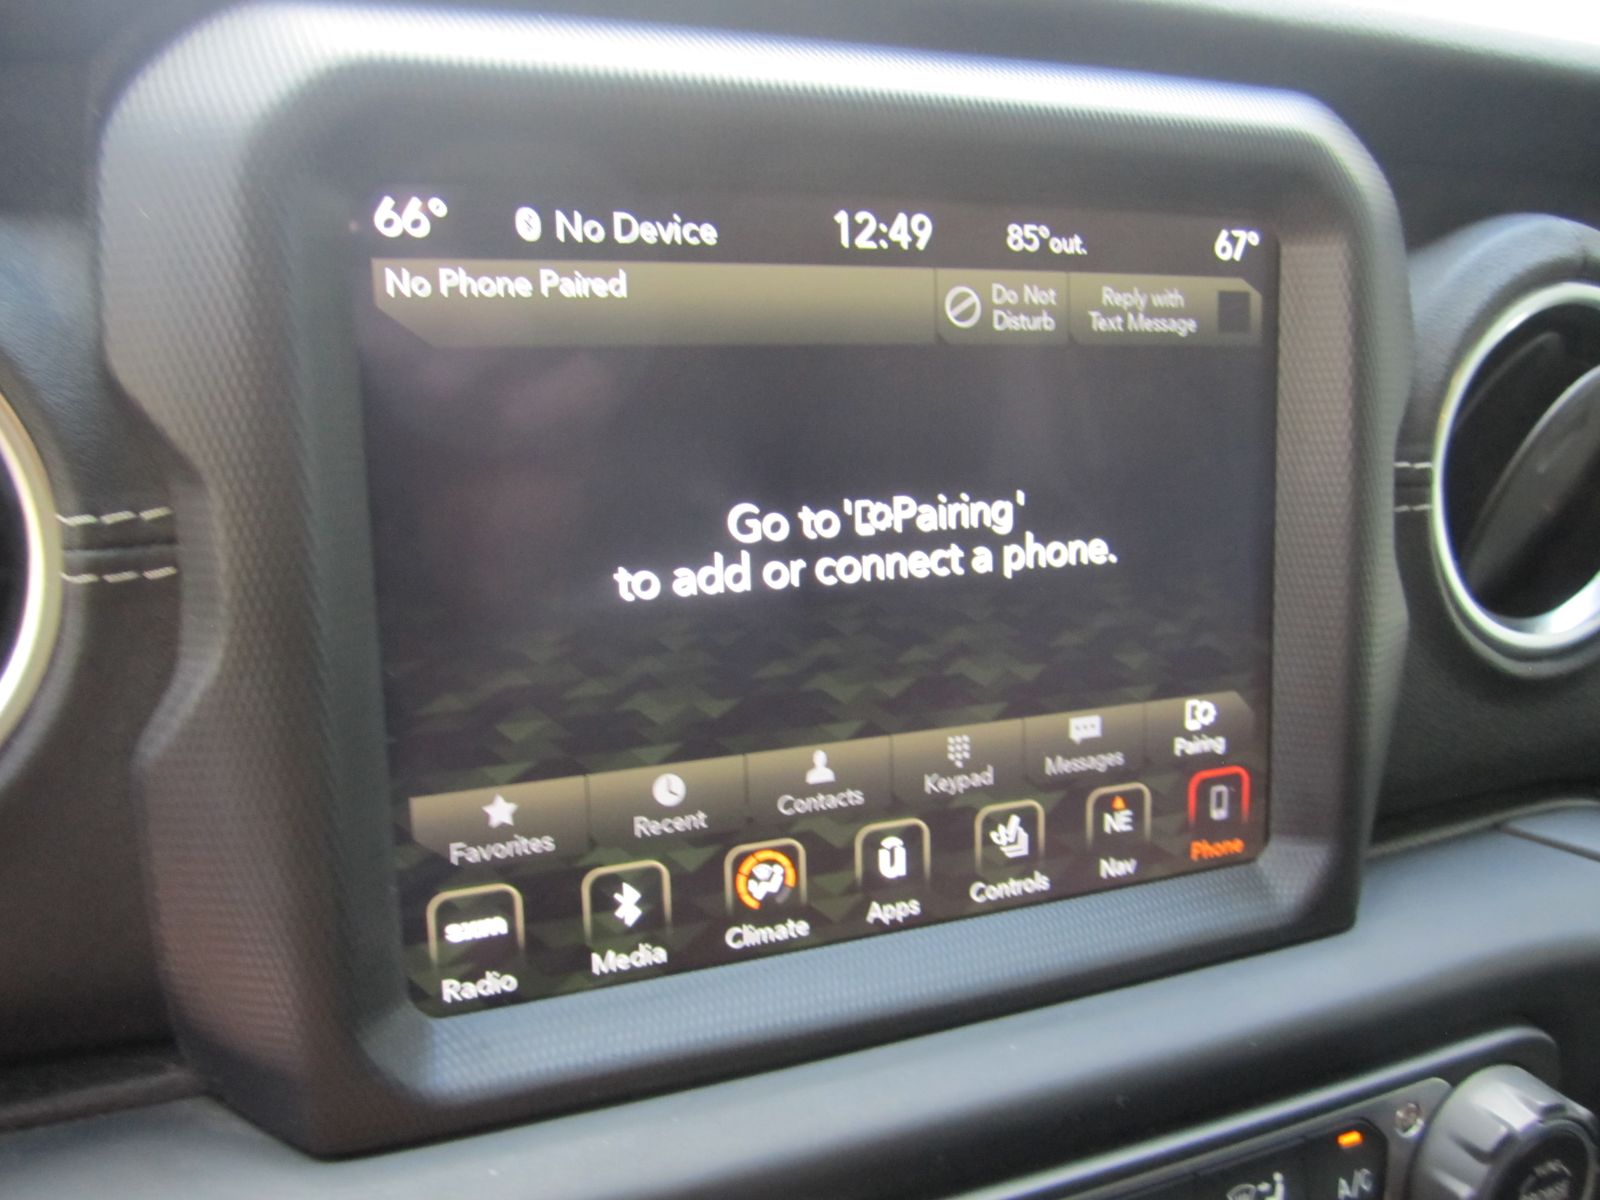 66° No Device 12:49 85°out. 67°
No Phone Paired
Do Not
Disturb
Reply with
Text Message
Go to 'Pairing'
to add or connect a phone.
Favorites Recent Contacts Keypad Messages Pairing
sxm NE
Radio Media Climate Apps Controls Nav Phone
A/C